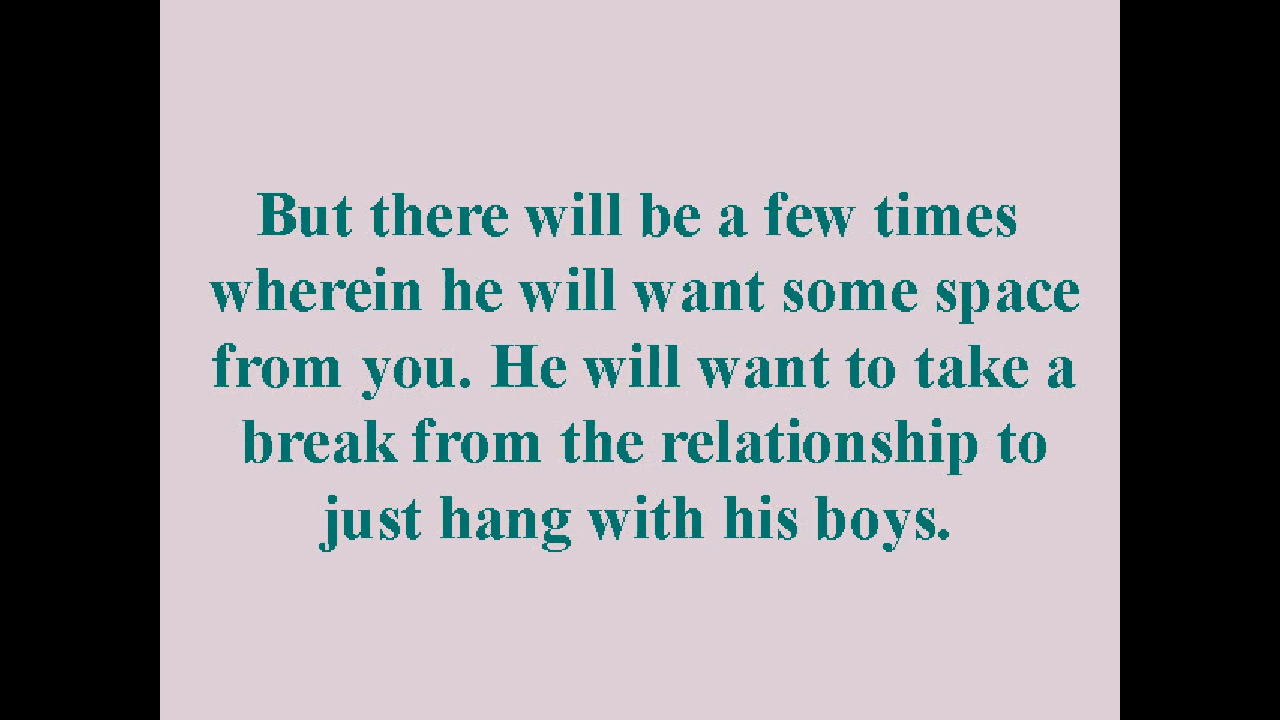 But there will be a few times
wherein he will want some space
from you. He will want to take a
break from the relationship to
just hang with his boys.